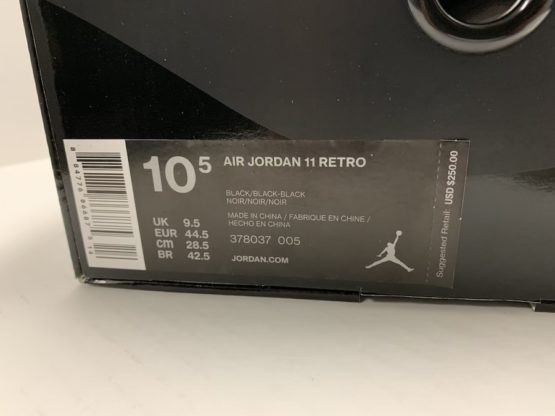 10 5
AIR JORDAN 11 RETRO
BLACK/BLACK-BLACK
NOIR/NOIR/NOIR
MADE IN CHINA / FABRIQUE EN CHINE /
HECHO EN CHINA
378037 005
JORDAN.COM
UK 9.5
EUR 44.5
CM 28.5
BR 42.5
Suggested Retail: USD $250.00